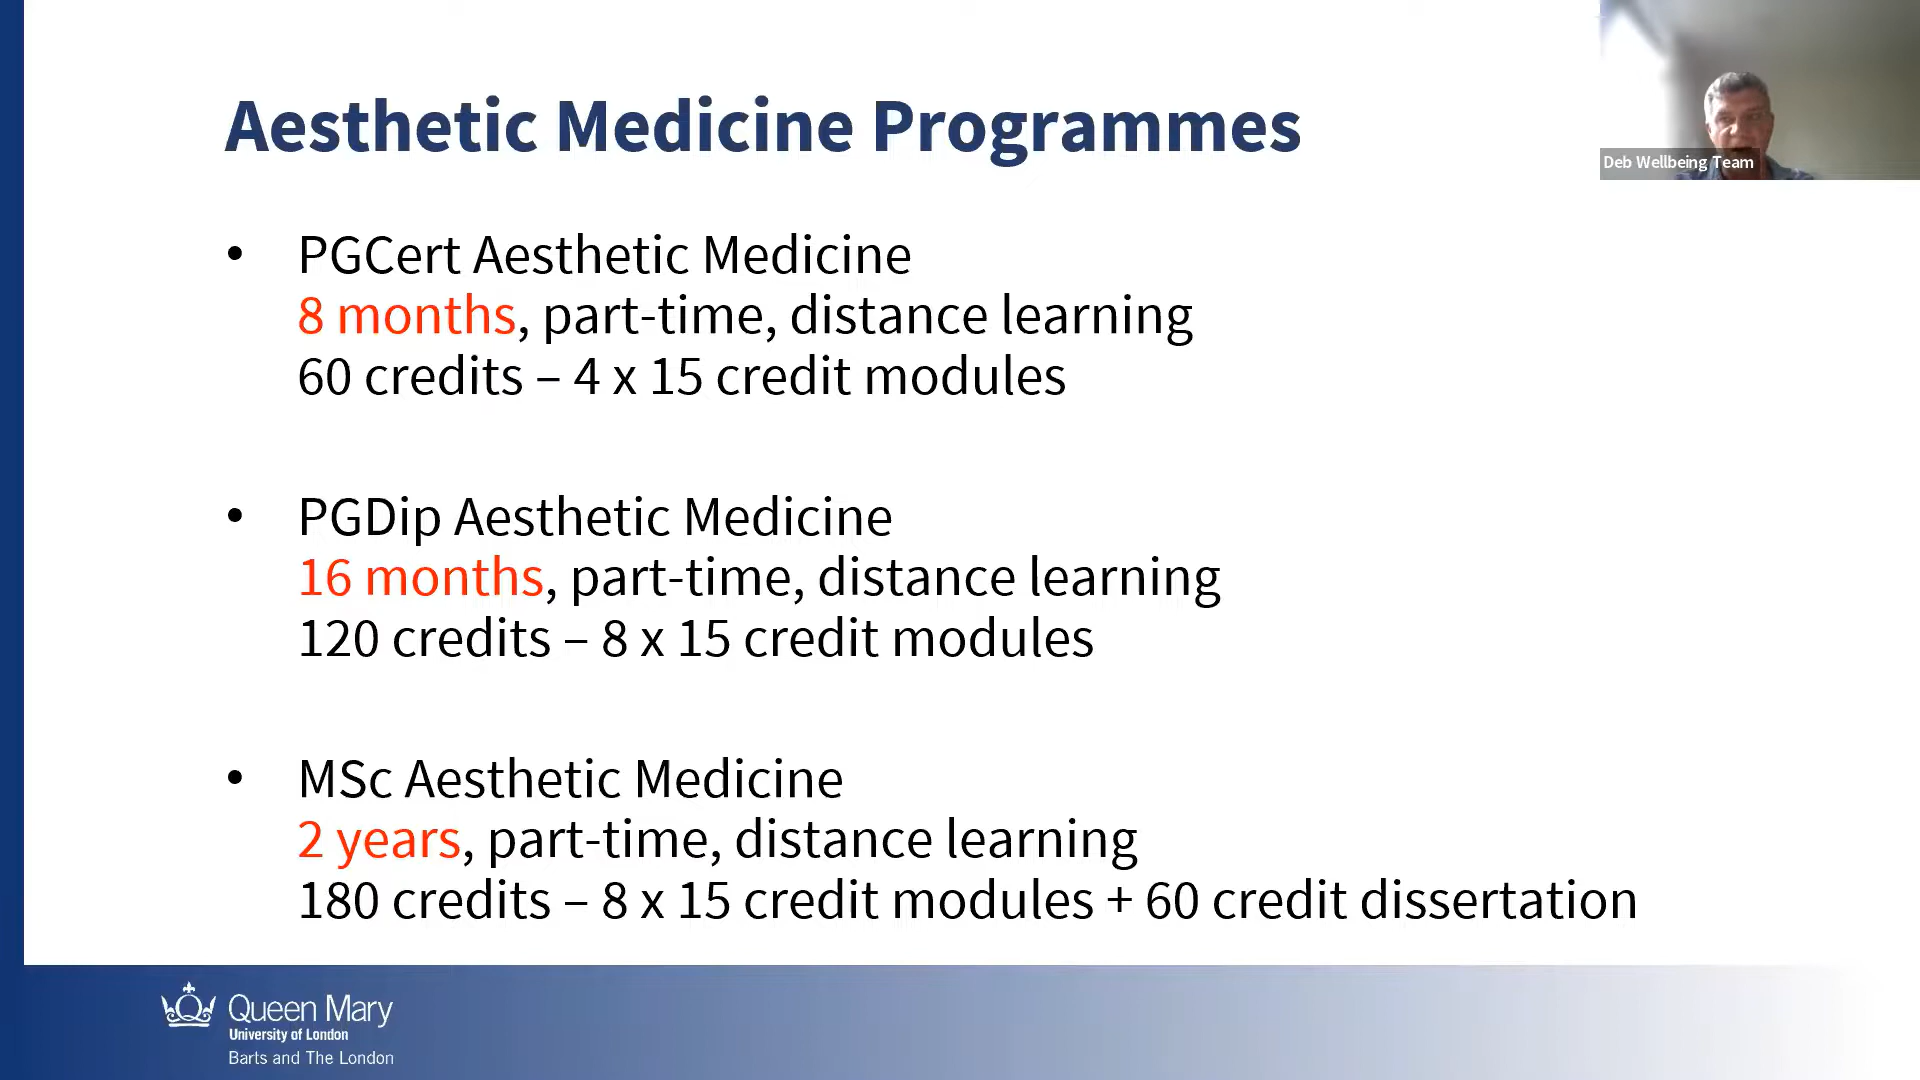 Aesthetic Medicine Programmes
Deb Wellbeing Team
• PGCert Aesthetic Medicine
8 months, part-time, distance learning
60 credits – 4 x 15 credit modules
• PGDip Aesthetic Medicine
16 months, part-time, distance learning
120 credits – 8 x 15 credit modules
• MSc Aesthetic Medicine
2 years, part-time, distance learning
180 credits – 8 x 15 credit modules + 60 credit dissertation
Queen Mary
University of London
Barts and The London